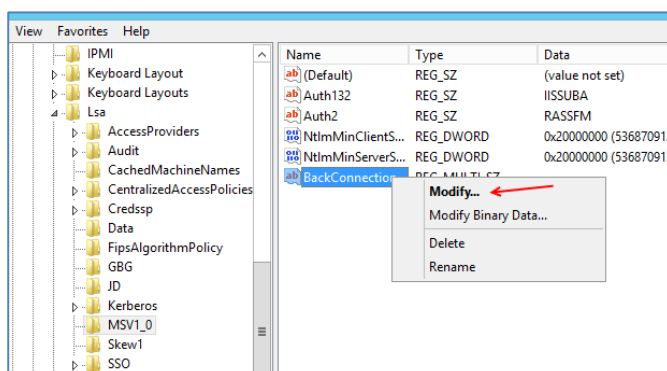 View Favorites Help
IPMI
Keyboard Layout
Keyboard Layouts
Lsa
AccessProviders
Audit
CachedMachineNames
CentralizedAccessPolicies
Credssp
Data
FipsAlgorithmPolicy
GBG
JD
Kerberos
MSV1_0
Skew1
SSO
Name Type Data
(Default) REG_SZ (value not set)
Auth132 REG_SZ IISSUBA
Auth2 REG_SZ RASSFM
NtlmMinClientS... REG_DWORD 0x20000000 (53687091
NtlmMinServerS... REG_DWORD 0x20000000 (53687091
BackConnection REG_MULTI_SZ
Modify...
Modify Binary Data...
Delete
Rename